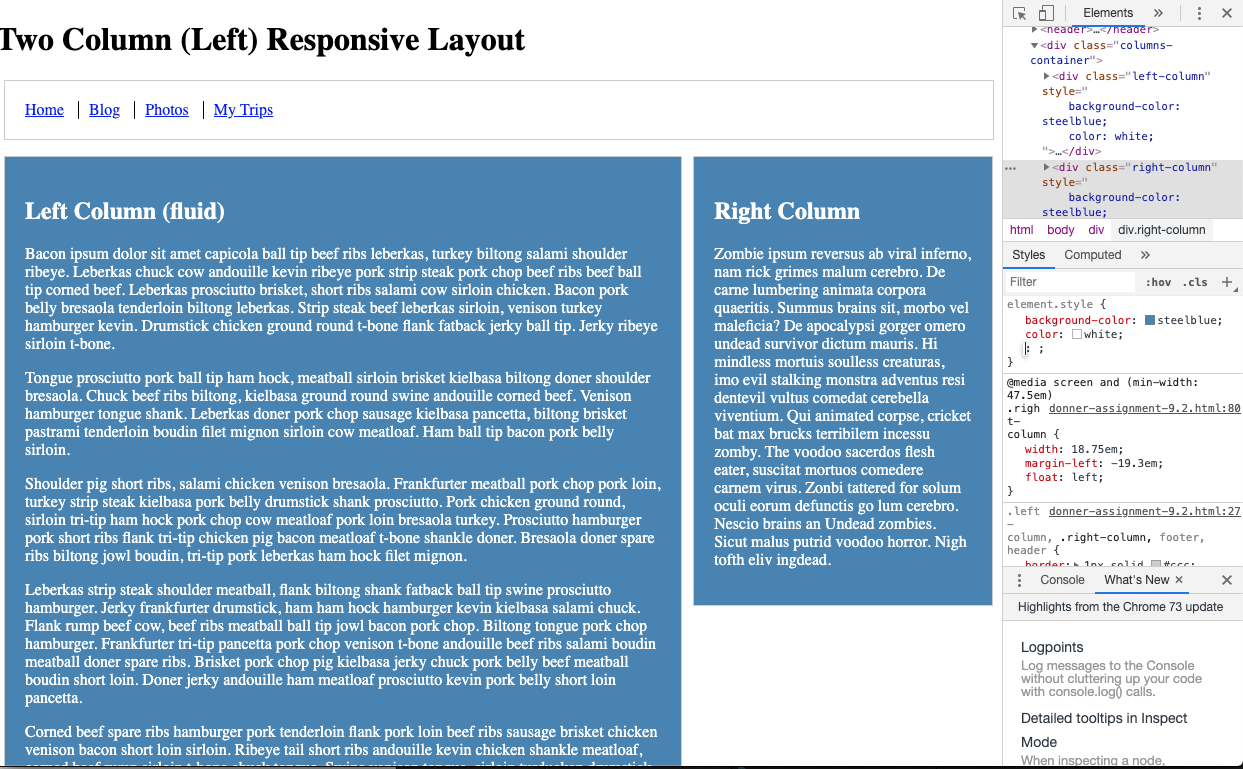 Two Column (Left) Responsive Layout
Home
Blog
Photos
My Trips
Left Column (fluid)
Bacon ipsum dolor sit amet capicola ball tip beef ribs leberkas, turkey biltong salami shoulder
ribeye. Leberkas chuck cow andouille kevin ribeye pork strip steak pork chop beef ribs beef ball
tip corned beef. Leberkas prosciutto brisket, short ribs salami cow sirloin chicken. Bacon pork
belly bresaola tenderloin biltong leberkas. Strip steak beef leberkas sirloin, venison turkey
hamburger kevin. Drumstick chicken ground round t-bone flank fatback jerky ball tip. Jerky ribeye
sirloin t-bone.
Tongue prosciutto pork ball tip ham hock, meatball sirloin brisket kielbasa biltong doner shoulder
bresaola. Chuck beef ribs biltong, kielbasa ground round swine andouille corned beef. Venison
hamburger tongue shank. Leberkas doner pork chop sausage kielbasa pancetta, biltong brisket
pastrami tenderloin boudin filet mignon sirloin cow meatloaf. Ham ball tip bacon pork belly
sirloin.
Shoulder pig short ribs, salami chicken venison bresaola. Frankfurter meatball pork chop pork loin,
turkey strip steak kielbasa pork belly drumstick shank prosciutto. Pork chicken ground round,
sirloin tri-tip ham hock pork chop cow meatloaf pork loin bresaola turkey. Prosciutto hamburger
pork short ribs flank tri-tip chicken pig bacon meatloaf t-bone shankle doner. Bresaola doner spare
ribs biltong jowl boudin, tri-tip pork leberkas ham hock filet mignon.
Leberkas strip steak shoulder meatball, flank biltong shank fatback ball tip swine prosciutto
hamburger. Jerky frankfurter drumstick, ham ham hock hamburger kevin kielbasa salami chuck.
Flank rump beef cow, beef ribs meatball ball tip jowl bacon pork chop. Biltong tongue pork chop
hamburger. Frankfurter tri-tip pancetta pork chop venison t-bone andouille beef ribs salami boudin
meatball doner spare ribs. Brisket pork chop pig kielbasa jerky chuck pork belly beef meatball
boudin short loin. Doner jerky andouille ham meatloaf prosciutto kevin pork belly short loin
pancetta.
Corned beef spare ribs hamburger pork tenderloin flank pork loin beef ribs sausage brisket chicken
venison bacon short loin sirloin. Ribeye tail short ribs andouille kevin chicken shankle meatloaf,
Right Column
Zombie ipsum reversus ab viral inferno,
nam rick grimes malum cerebro. De
carne lumbering animata corpora
quaeritis. Summus brains sit, morbo vel
maleficia? De apocalypsi gorger omero
undead survivor dictum mauris. Hi
mindless mortuis soulless creaturas,
imo evil stalking monstra adventus resi
dentevil vultus comedat cerebella
viventium. Qui animated corpse, cricket
bat max brucks terribilem incessu
zomby. The voodoo sacerdos flesh
eater, suscitat mortuos comedere
carnem virus. Zonbi tattered for solum
oculi eorum defunctis go lum cerebro.
Nescio brains an Undead zombies.
Sicut malus putrid voodoo horror. Nigh
tofth eliv ingdead.
Elements
<header>…</header>
<div class="columns-
container">
<div class="left-column"
style="
background-color:
steelblue;
color: white;
">…</div>
<div class="right-column"
style="
background-color:
steelblue;
html body div div.right-column
Styles Computed
Filter :hov .cls +
element.style {
background-color: steelblue;
color: white;
: ;
}
@media screen and (min-width:
47.5em)
.righ donner-assignment-9.2.html:80
t-
column {
width: 18.75em;
margin-left: -19.3em;
float: left;
}
.left donner-assignment-9.2.html:27
-
column, .right-column, footer,
header {
border: 1px solid #ccc;
Console What's New
Highlights from the Chrome 73 update
Logpoints
Log messages to the Console
without cluttering up your code
with console.log() calls.
Detailed tooltips in Inspect
Mode
When inspecting a node,